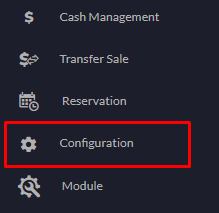 Cash Management
Transfer Sale
Reservation
Configuration
Module